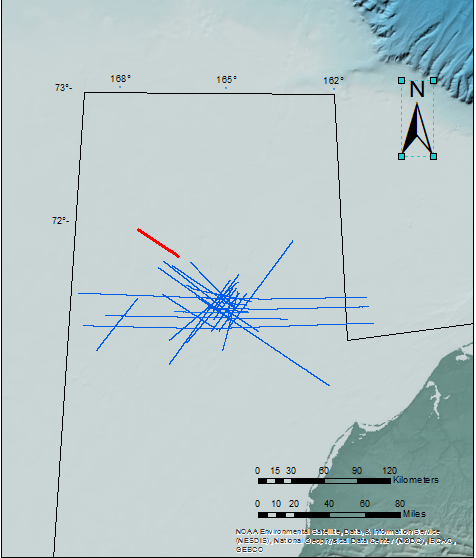 N
168° 165° 162°
73°-
72°-
0 15 30 60 90 120
Kilometers
0 10 20 40 60 80
Miles
NOAA Environmental Satellite, Data, & Information Service
(NESDIS), National Geophysical Data Center (NGDC), IBCAO,
GEBCO